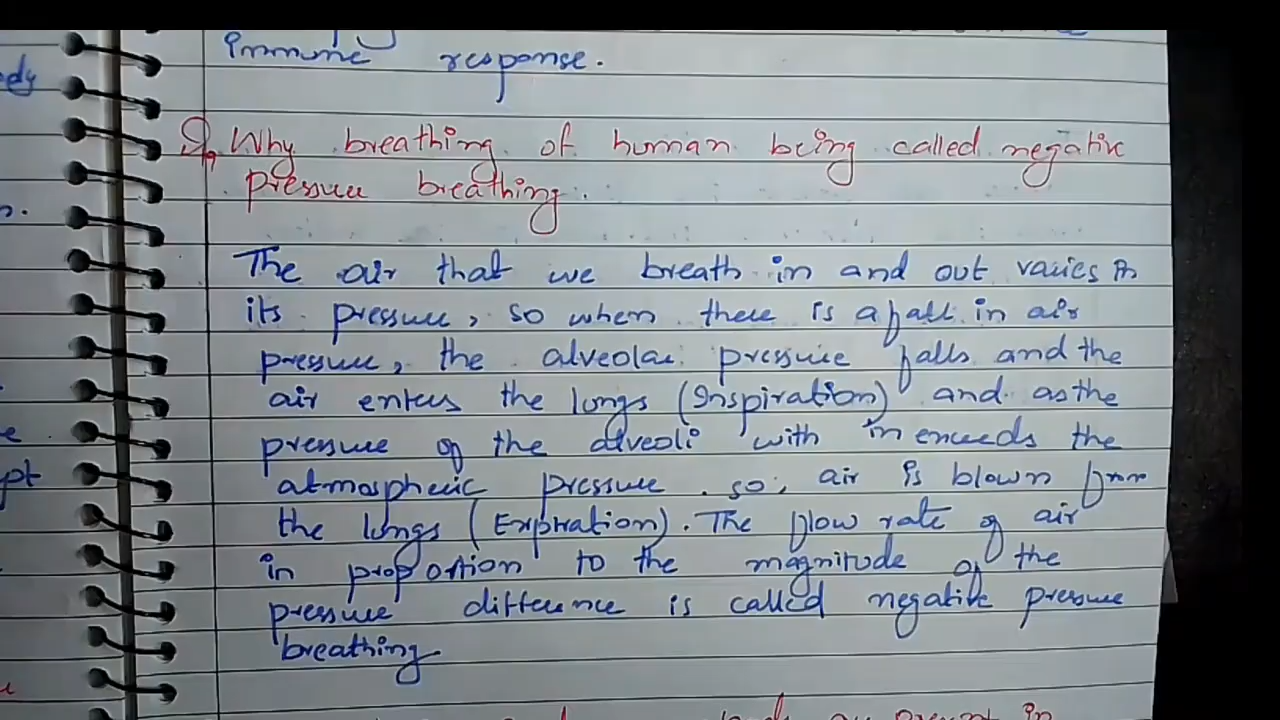 edy
immune response.
Q, Why breathing of human being called negative
pressure breathing.
n.
The air that we breath in and out varies in
its pressure, so when there is a fall in air
pressure, the alveolar pressure falls and the
air enters the lungs (Inspiration) and as the
e
pressure of the alveoli with in exceeds the
pt
atmospheric pressure. so, air is blown from
the lungs (Expiration). The flow rate of air
in proportion to the magnitude of the
pressure difference is called negative pressure
breathing.
in